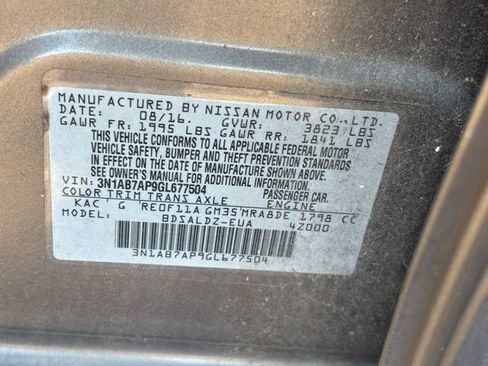 MANUFACTURED BY NISSAN MOTOR CO., LTD.
DATE: 08/16. GVWR: 3823 LBS
GAWR FR: 1995 LBS GAWR RR: 1841 LBS
THIS VEHICLE CONFORMS TO ALL APPLICABLE FEDERAL MOTOR
VEHICLE SAFETY, BUMPER AND THEFT PREVENTION STANDARDS
IN EFFECT ON THE DATE OF MANUFACTURE SHOWN ABOVE.
SEE OWNER'S MANUAL FOR ADDITIONAL INFORMATION.
VIN: 3N1AB7AP9GL677504 PASSENGER CAR
COLOR TRIM TRANS AXLE ENGINE
KAC G RE0F11A GM35 MRA8DE 1798 CC
MODEL: BDSALDZ-EUA 4Z000
3N1AB7AP9GL677504